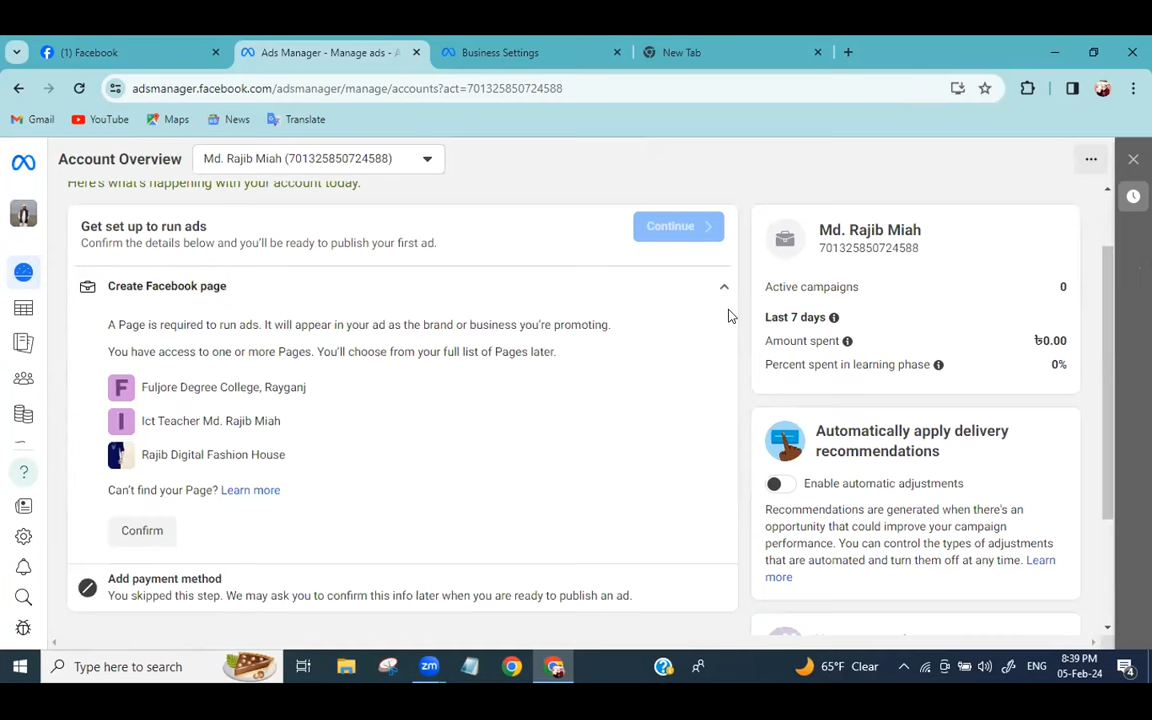 (1) Facebook
Ads Manager - Manage ads - A
Business Settings
New Tab
adsmanager.facebook.com/adsmanager/manage/accounts?act=701325850724588
Gmail
YouTube
Maps
News
Translate
Account Overview
Md. Rajib Miah (701325850724588)
Here's what's happening with your account today.
Get set up to run ads
Confirm the details below and you'll be ready to publish your first ad.
Continue
Create Facebook page
A Page is required to run ads. It will appear in your ad as the brand or business you're promoting.
You have access to one or more Pages. You'll choose from your full list of Pages later.
F
Fuljore Degree College, Rayganj
I
Ict Teacher Md. Rajib Miah
Rajib Digital Fashion House
Can't find your Page? Learn more
Confirm
Add payment method
You skipped this step. We may ask you to confirm this info later when you are ready to publish an ad.
Md. Rajib Miah
701325850724588
Active campaigns 0
Last 7 days
Amount spent ৳0.00
Percent spent in learning phase 0%
Automatically apply delivery
recommendations
Enable automatic adjustments
Recommendations are generated when there's an
opportunity that could improve your campaign
performance. You can control the types of adjustments
that are automated and turn them off at any time. Learn
more
Type here to search
zm
65°F Clear
ENG
8:39 PM
05-Feb-24
4